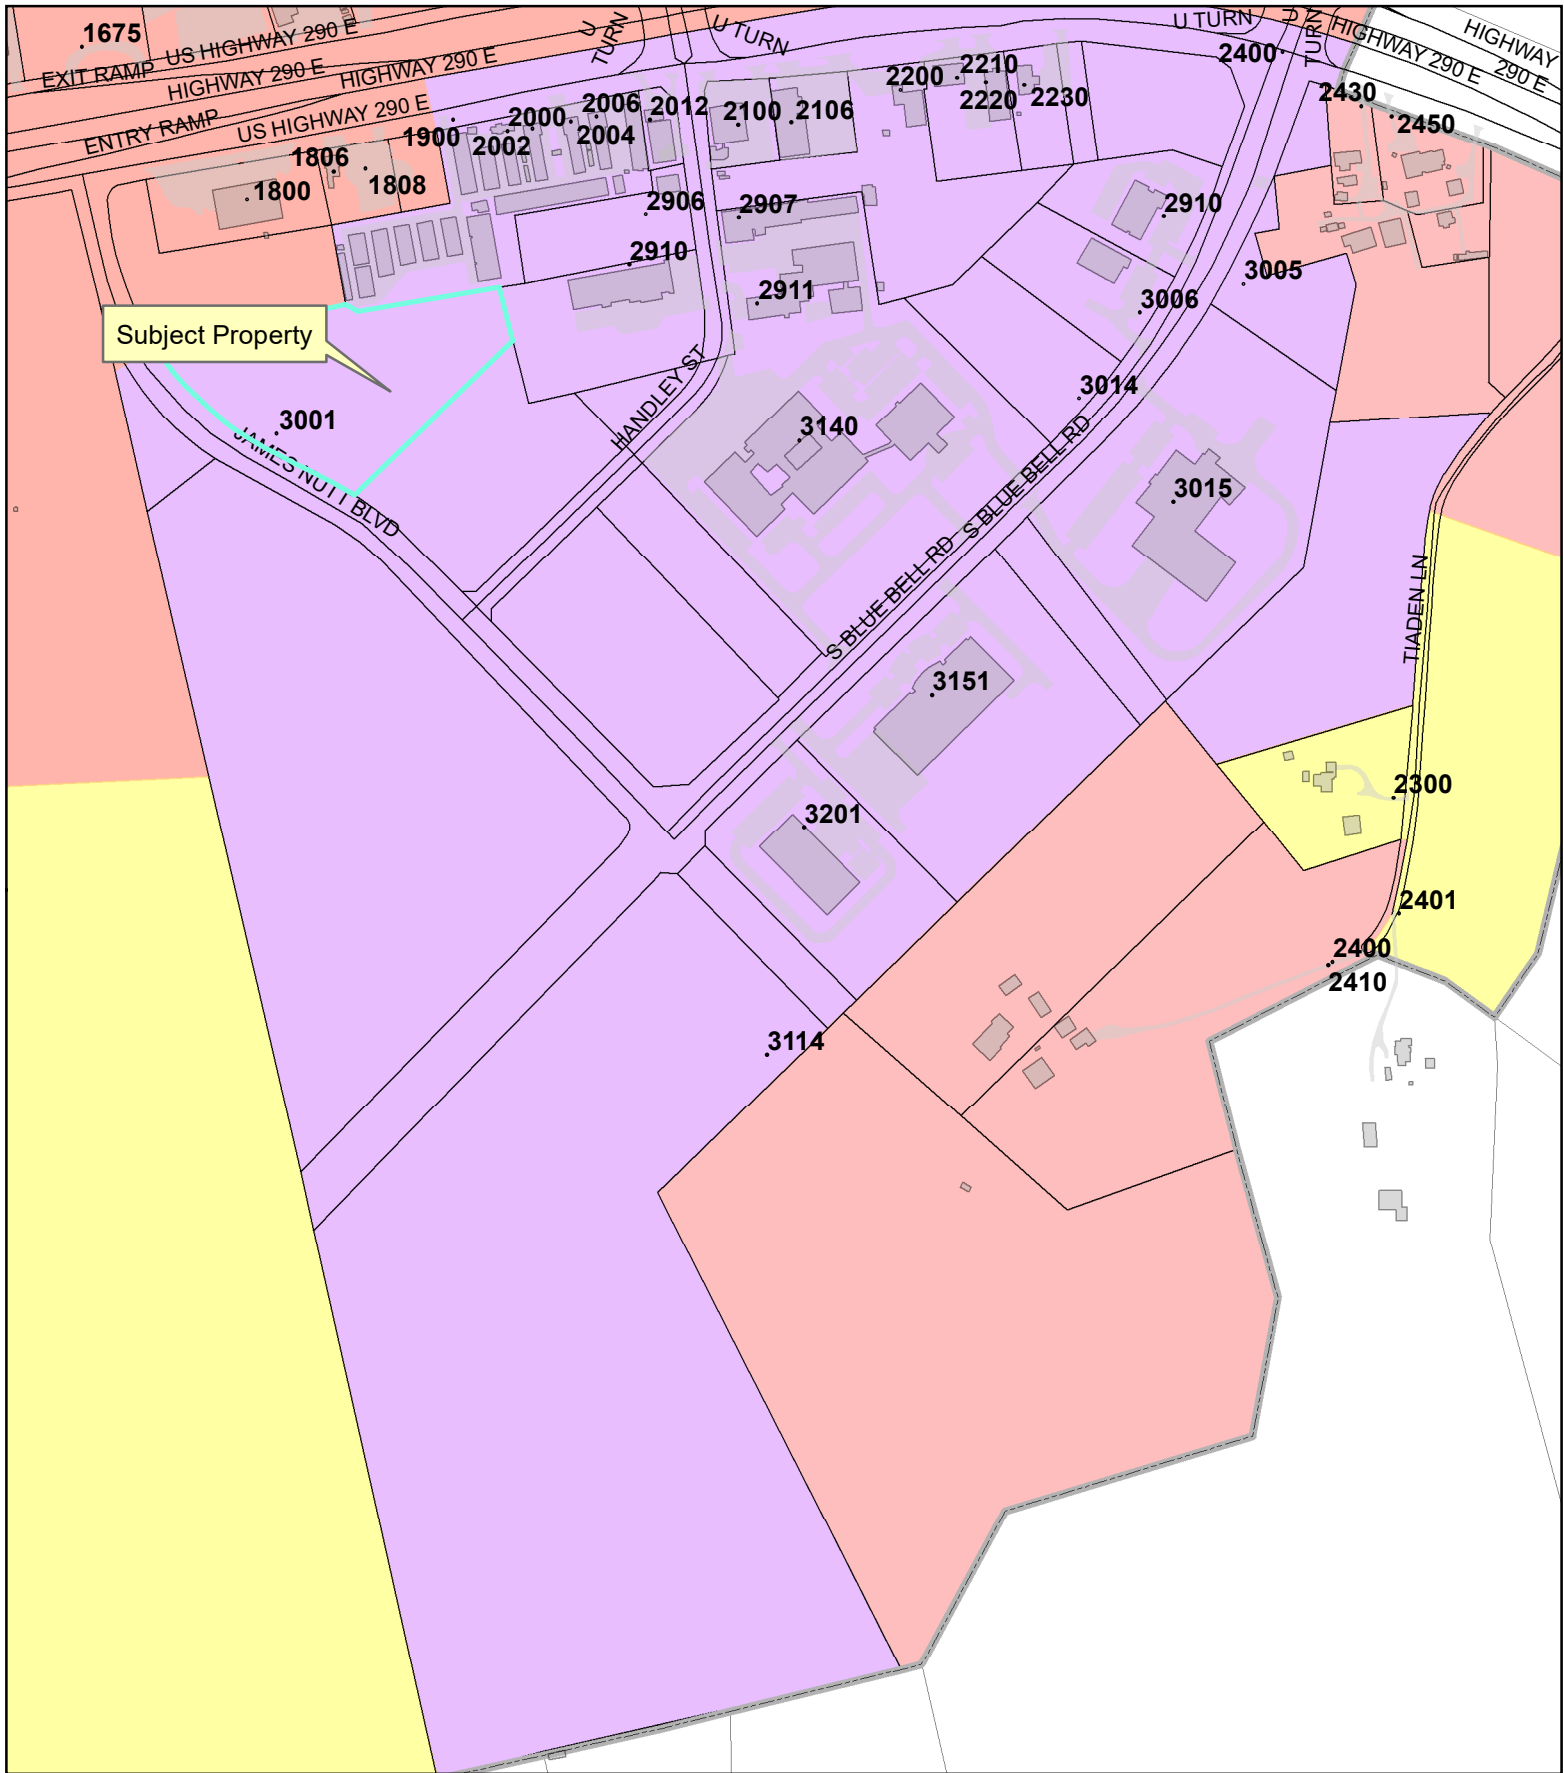 1675
US HIGHWAY 290 E
EXIT RAMP
HIGHWAY 290 E
HIGHWAY 290 E
ENTRY RAMP
US HIGHWAY 290 E
U
TURN
U TURN
U TURN
U
TURN
HIGHWAY
290 E
HIGHWAY 290 E
2400
2430
2450
2210
2200
2220
2230
2006
2012
2000
2100
2106
1900
2002
2004
1806
1808
1800
2906
2907
2910
2910
2911
3005
3006
Subject Property
HANDLEY ST
3014
3001
JAMES NUTT BLVD
3140
3015
S BLUE BELL RD
S BLUE BELL RD
TIADEN LN
3151
2300
3201
2401
2400
2410
3114